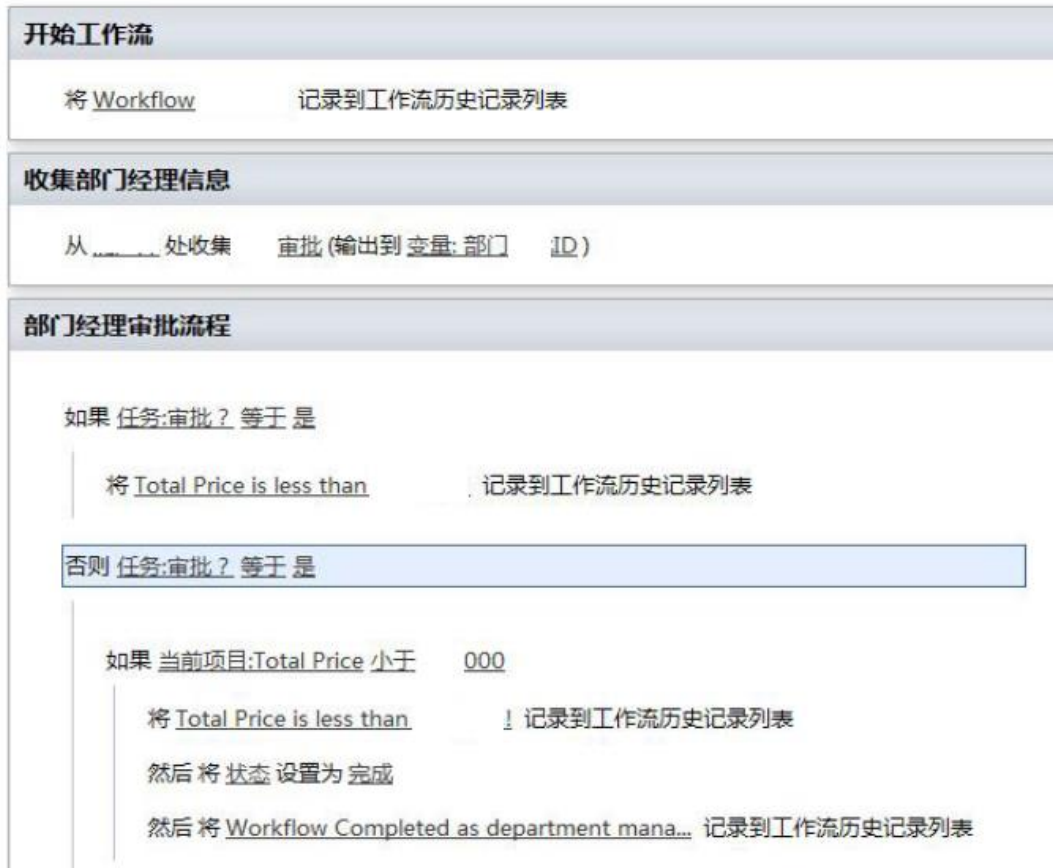 开始工作流
将 Workflow 记录到工作流历史记录列表
收集部门经理信息
从 处收集 审批 (输出到 变量: 部门 ID )
部门经理审批流程
如果 任务:审批？ 等于 是
将 Total Price is less than 记录到工作流历史记录列表
否则 任务:审批？ 等于 是
如果 当前项目:Total Price 小于 000
将 Total Price is less than ! 记录到工作流历史记录列表
然后 将 状态 设置为 完成
然后 将 Workflow Completed as department mana... 记录到工作流历史记录列表